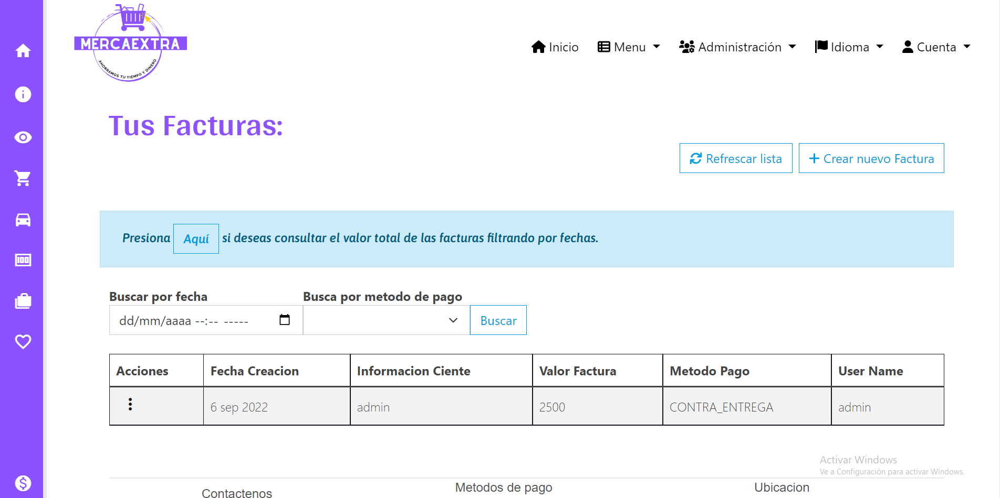 MERCAEXTRA
AHORRAMOS TU TIEMPO Y DINERO
Inicio
Menu
Administración
Idioma
Cuenta
Tus Facturas:
Refrescar lista
Crear nuevo Factura
Presiona Aquí si deseas consultar el valor total de las facturas filtrando por fechas.
Buscar por fecha
Busca por metodo de pago
dd/mm/aaaa --:-- -----
Buscar
Acciones Fecha Creacion Informacion Ciente Valor Factura Metodo Pago User Name
6 sep 2022 admin 2500 CONTRA_ENTREGA admin
Activar Windows
Ve a Configuración para activar Windows.
Contactenos
Metodos de pago
Ubicacion